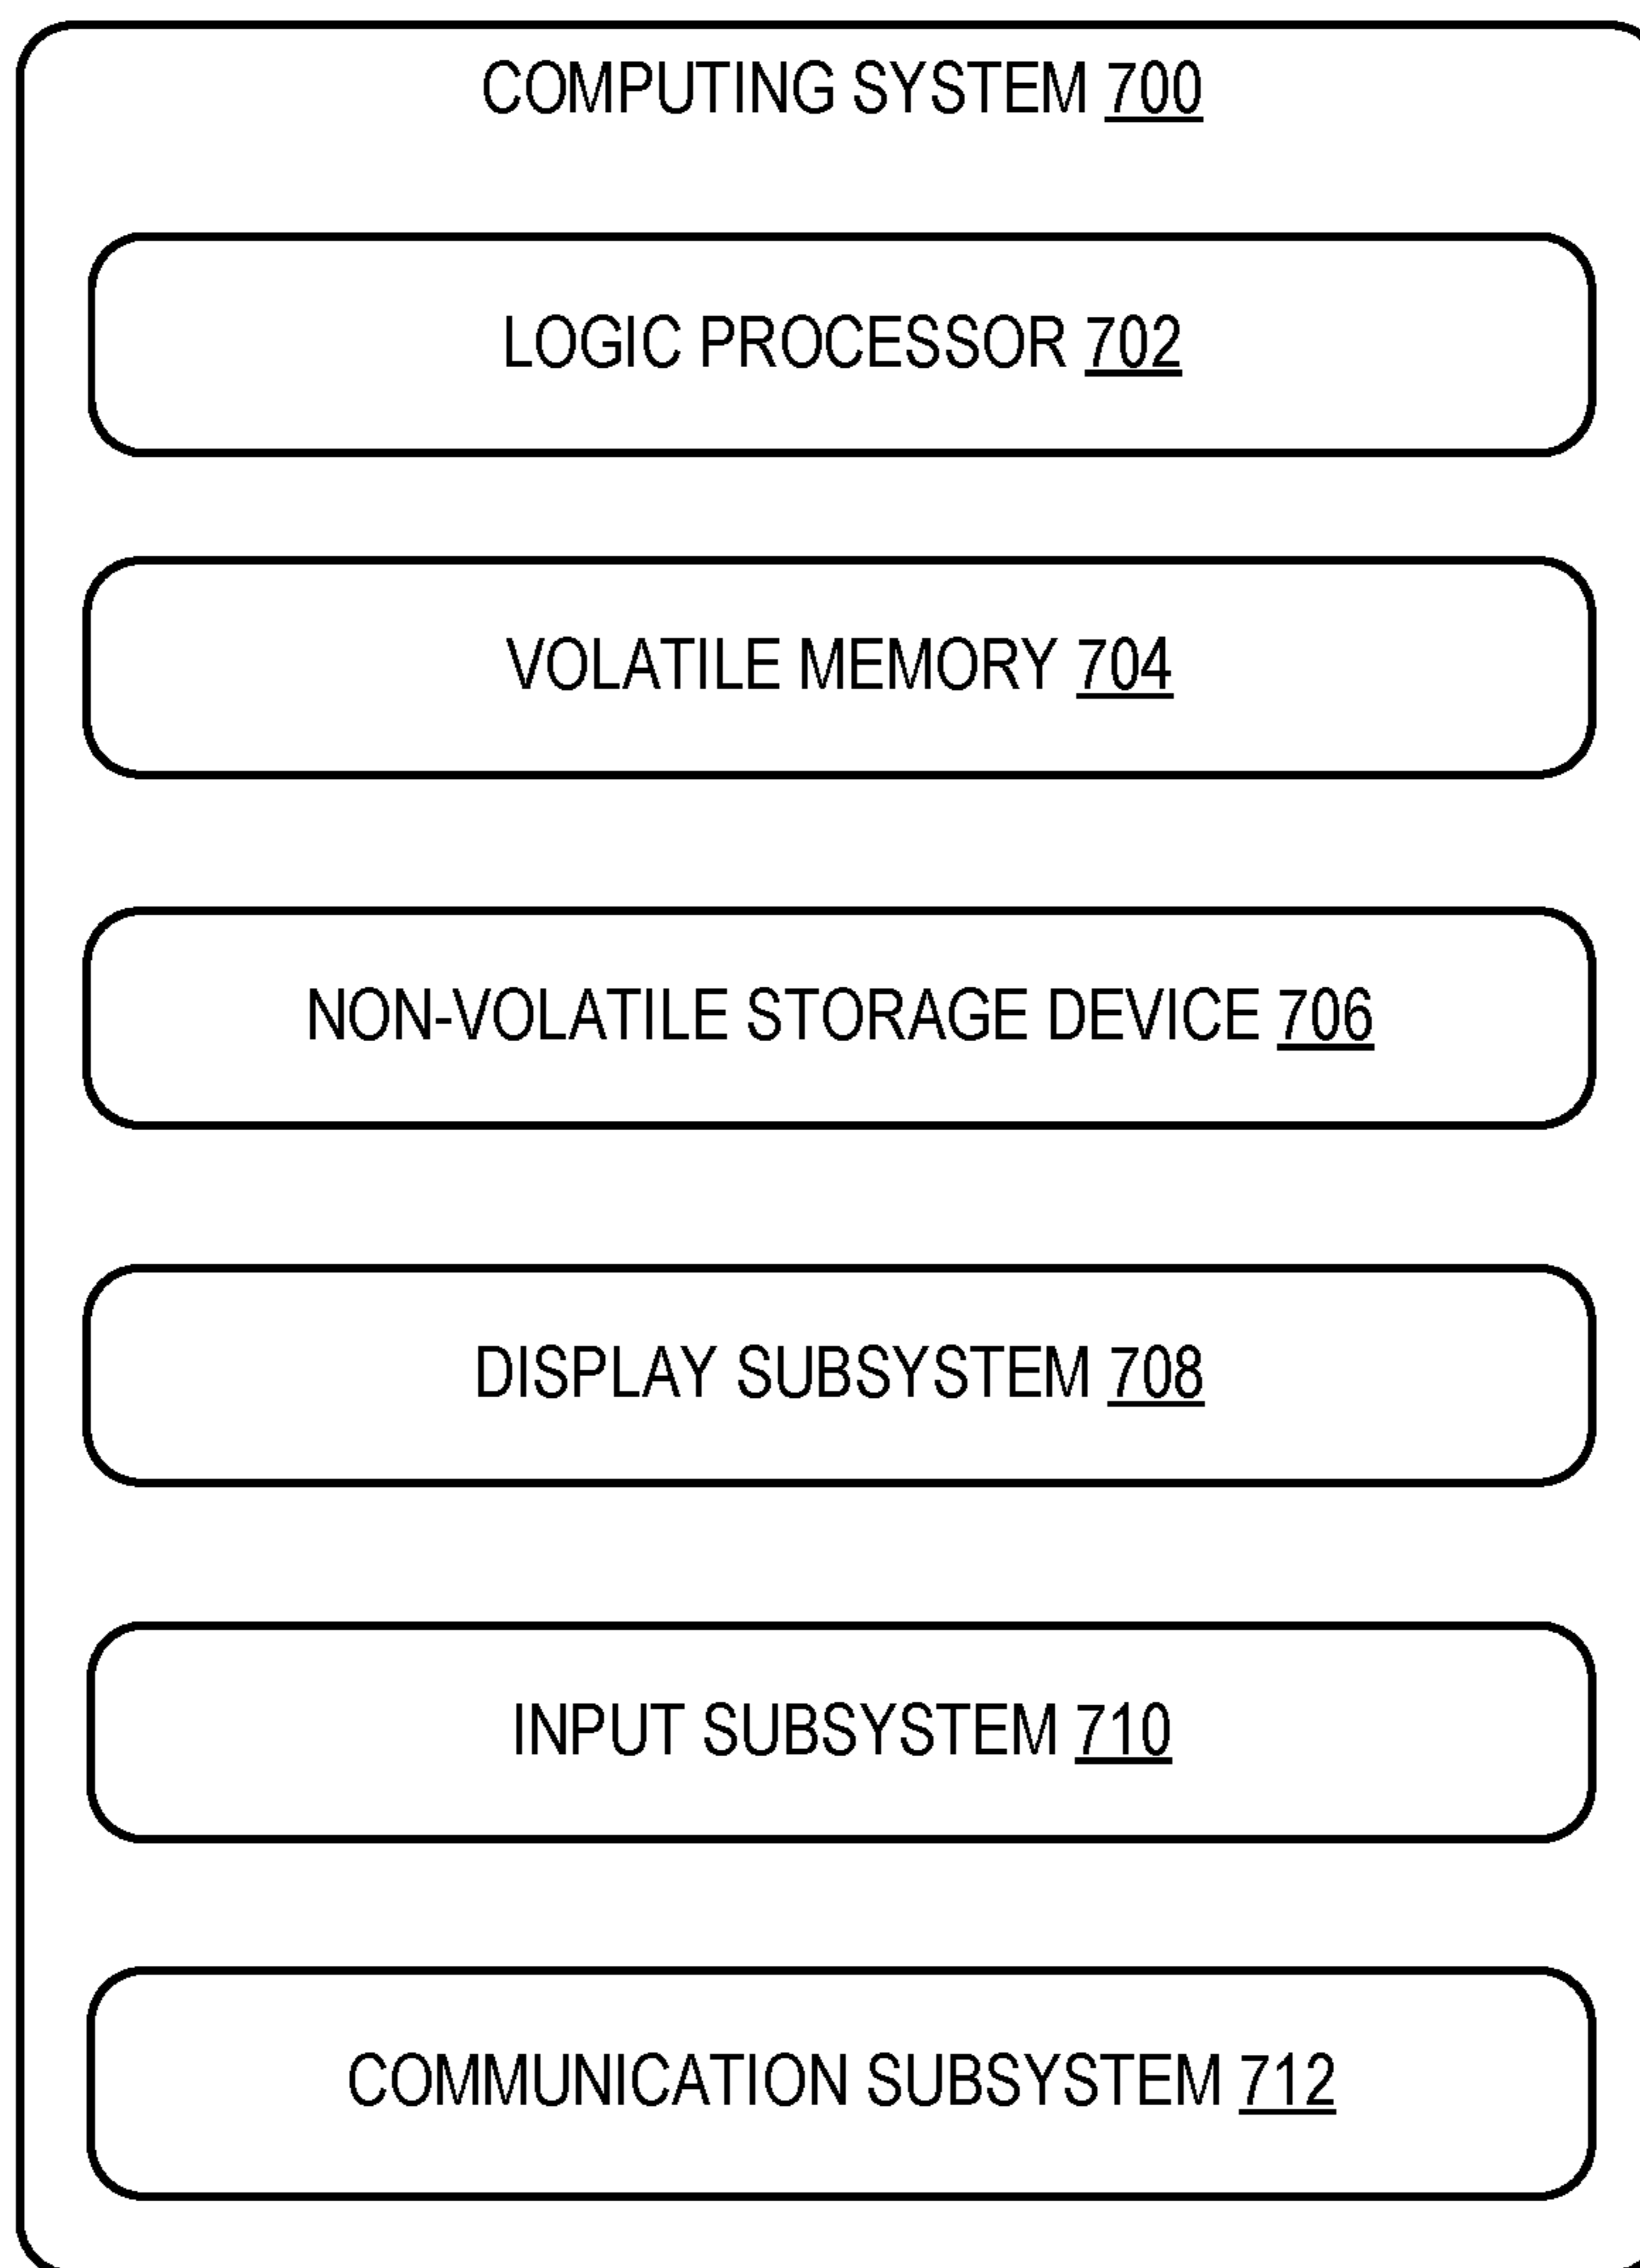 COMPUTING SYSTEM 700
LOGIC PROCESSOR 702
VOLATILE MEMORY 704
NON-VOLATILE STORAGE DEVICE 706
DISPLAY SUBSYSTEM 708
INPUT SUBSYSTEM 710
COMMUNICATION SUBSYSTEM 712